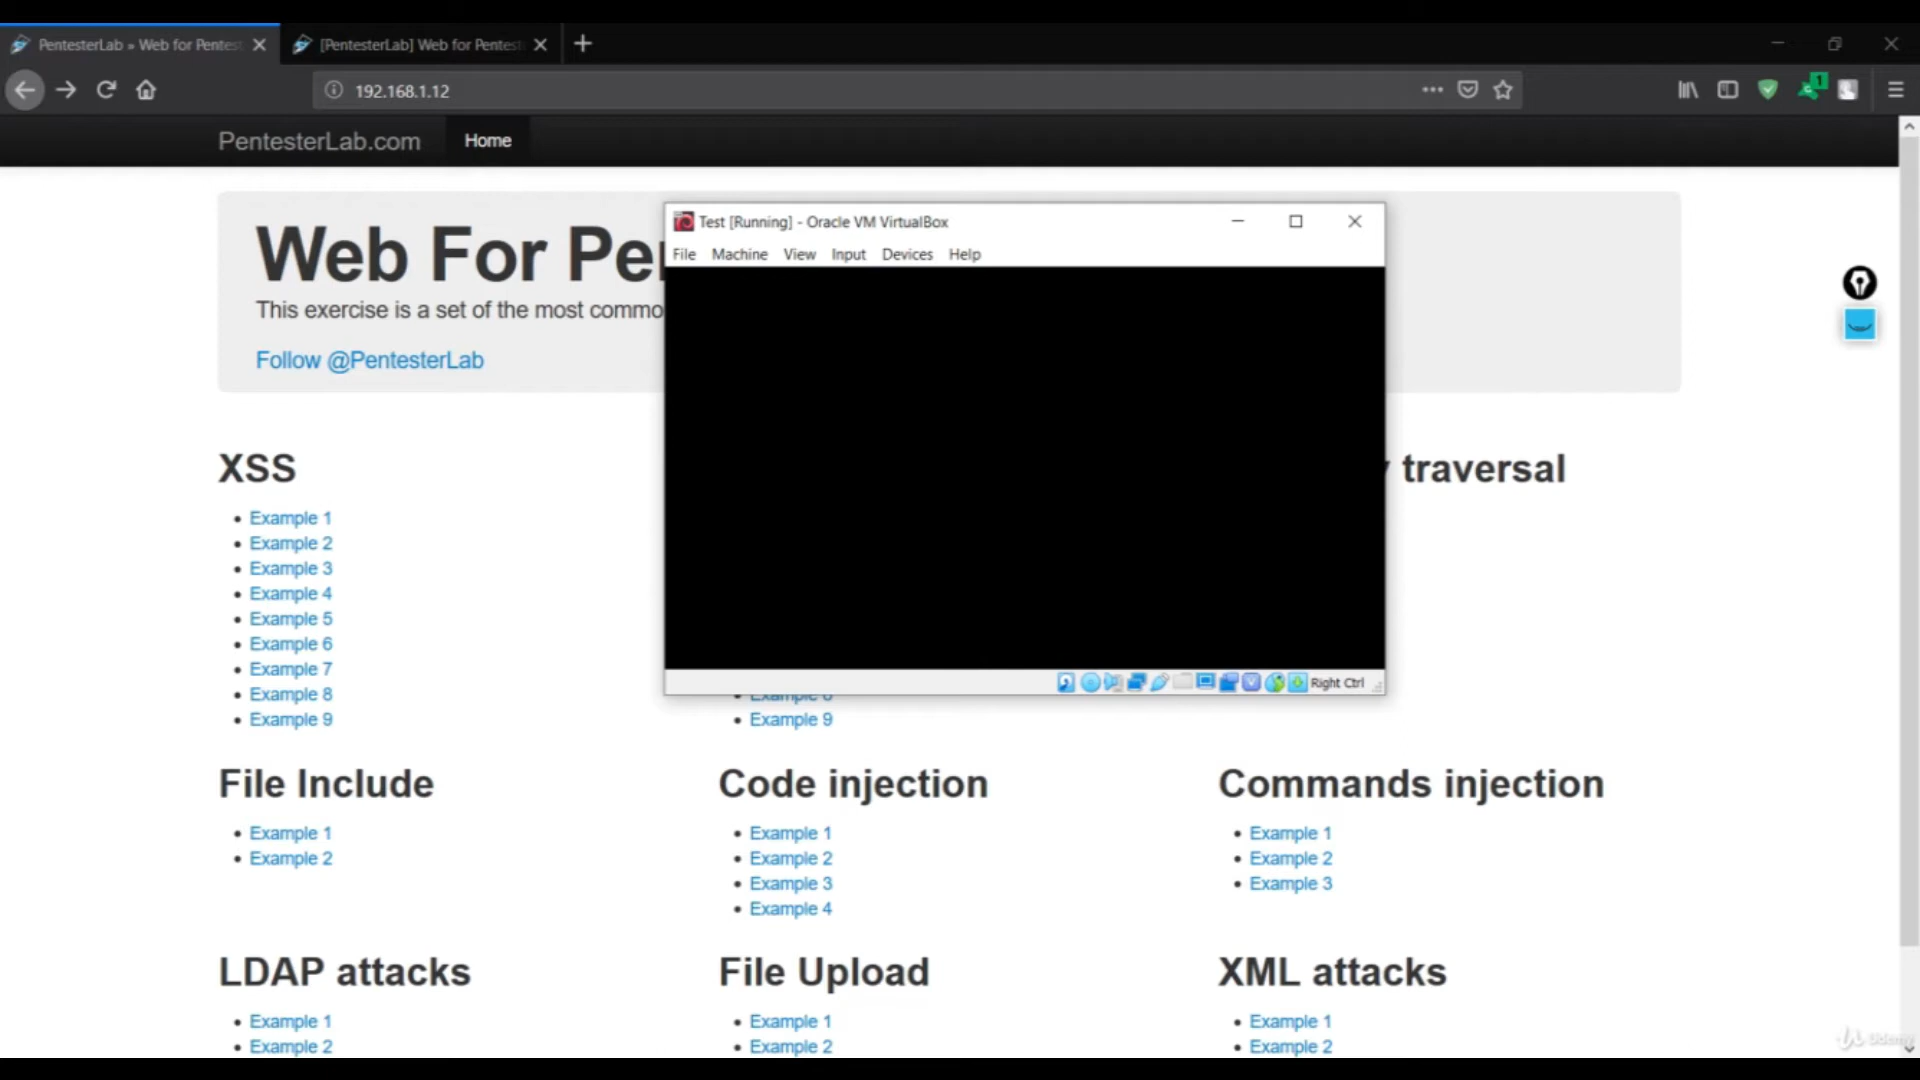 PentesterLab » Web for Pentest
[PentesterLab] Web for Pentest
192.168.1.12
1
PentesterLab.com
Home
Web For Pe
This exercise is a set of the most commo
Follow @PentesterLab
Test [Running] - Oracle VM VirtualBox
File Machine View Input Devices Help
Right Ctrl
XSS
Example 1
Example 2
Example 3
Example 4
Example 5
Example 6
Example 7
Example 8
Example 9
Example 9
traversal
File Include
Example 1
Example 2
Code injection
Example 1
Example 2
Example 3
Example 4
Commands injection
Example 1
Example 2
Example 3
LDAP attacks
Example 1
Example 2
File Upload
Example 1
Example 2
XML attacks
Example 1
Example 2
Udemy